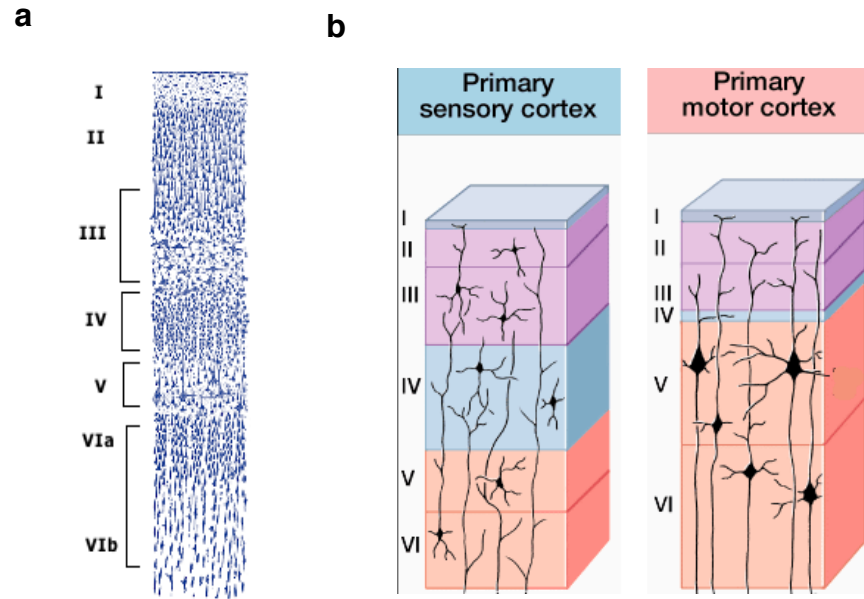 a
b
I
II
III
IV
V
VIa
VIb
Primary
sensory cortex
I
II
III
IV
V
VI
Primary
motor cortex
I
II
III
IV
V
VI